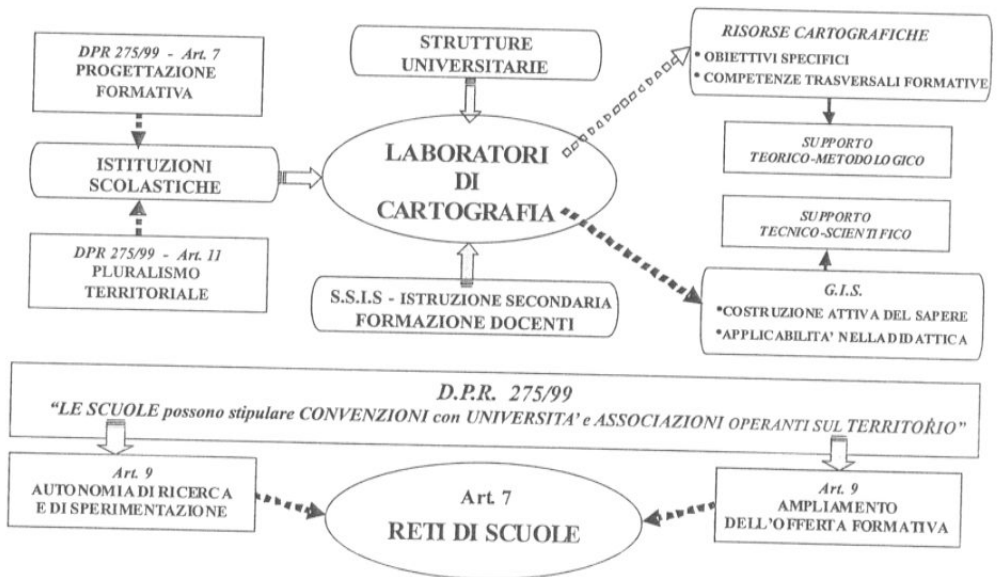 DPR 275/99 - Art. 7
PROGETTAZIONE
FORMATIVA
STRUTTURE
UNIVERSITARIE
RISORSE CARTOGRAFICHE
* OBIETTIVI SPECIFICI
* COMPETENZE TRASVERSALI FORMATIVE
ISTITUZIONI
SCOLASTICHE
LABORATORI
DI
CARTOGRAFIA
SUPPORTO
TEORICO-METODOLOGICO
SUPPORTO
TECNICO-SCIENTIFICO
DPR 275/99 - Art. 11
PLURALISMO
TERRITORIALE
S.S.I.S - ISTRUZIONE SECONDARIA
FORMAZIONE DOCENTI
G.I.S.
*COSTRUZIONE ATTIVA DEL SAPERE
*APPLICABILITA' NELLA DIDATTICA
D.P.R. 275/99
"LE SCUOLE possono stipulare CONVENZIONI con UNIVERSITA' e ASSOCIAZIONI OPERANTI SUL TERRITORIO"
Art. 9
AUTONOMIA DI RICERCA
E DI SPERIMENTAZIONE
Art. 7
RETI DI SCUOLE
Art. 9
AMPLIAMENTO
DELL'OFFERTA FORMATIVA